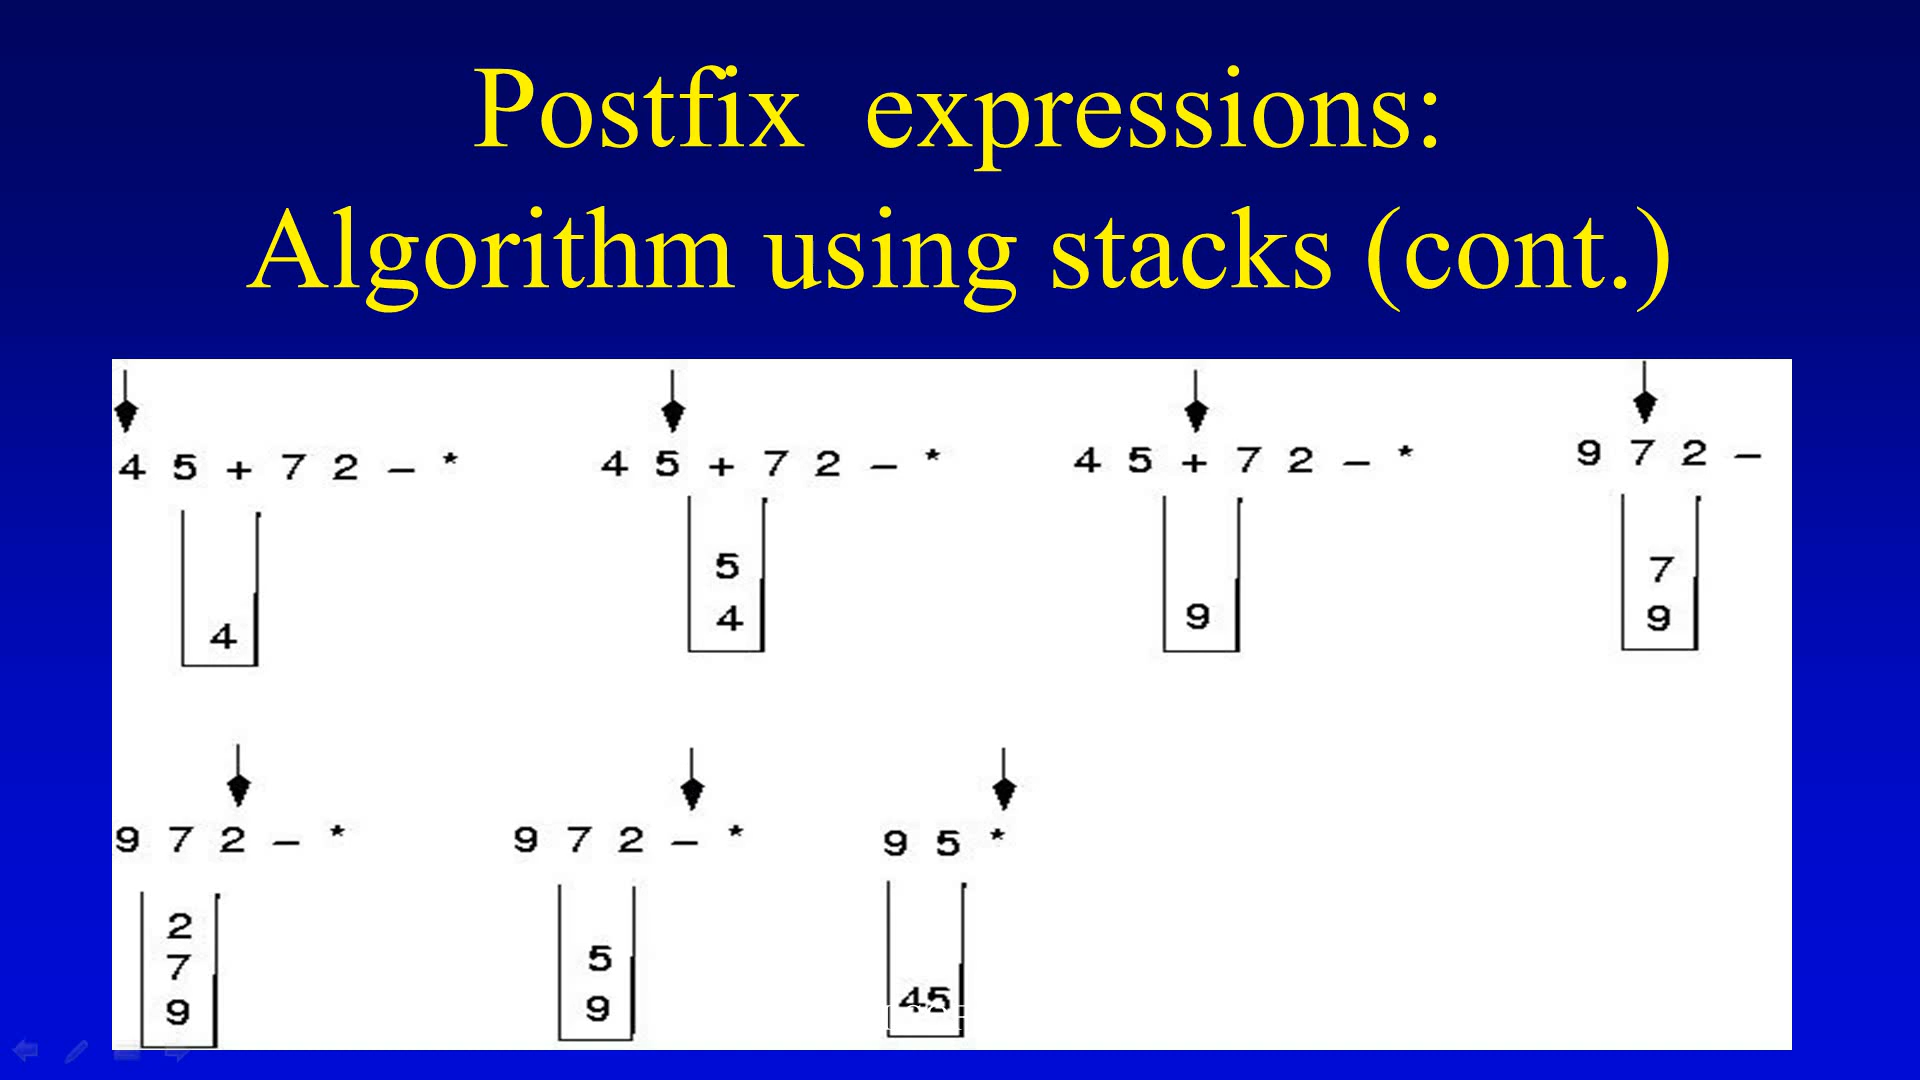 Postfix expressions:
Algorithm using stacks (cont.)
4 5 + 7 2 – *
4 5 + 7 2 – *
4 5 + 7 2 – *
9 7 2 –
4
5
4
9
7
9
9 7 2 – *
9 7 2 – *
9 5 *
2
7
9
5
9
45